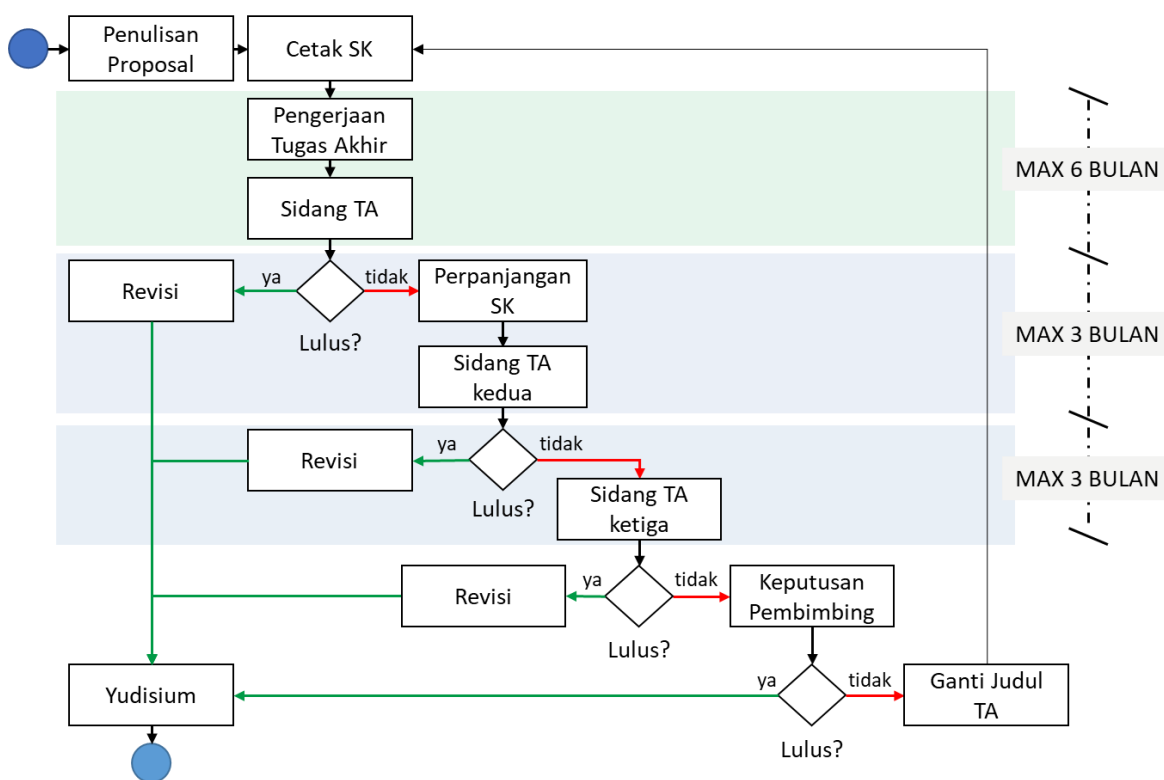 Penulisan
Proposal
Cetak SK
Pengerjaan
Tugas Akhir
MAX 6 BULAN
Sidang TA
Revisi
ya
tidak
Perpanjangan
SK
Lulus?
MAX 3 BULAN
Sidang TA
kedua
Revisi
ya
tidak
Lulus?
MAX 3 BULAN
Sidang TA
ketiga
Revisi
ya
tidak
Keputusan
Pembimbing
Lulus?
Yudisium
ya
tidak
Ganti Judul
TA
Lulus?